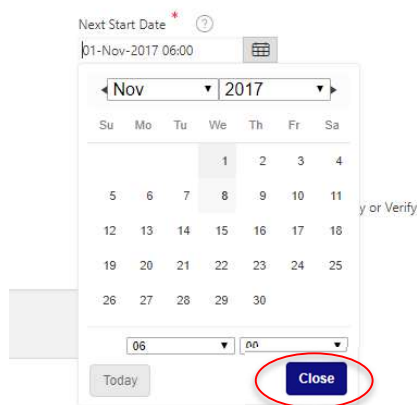 Next Start Date * ?
01-Nov-2017 06:00
Nov 2017
Su Mo Tu We Th Fr Sa
1 2 3 4
5 6 7 8 9 10 11
y or Verify
12 13 14 15 16 17 18
19 20 21 22 23 24 25
26 27 28 29 30
06 00
Today Close